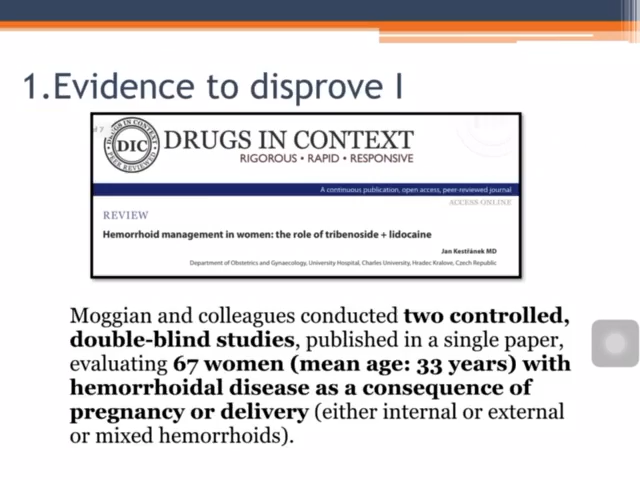 1.Evidence to disprove I
DRUGS IN CONTEXT
DIC
PEER REVIEWED
RIGOROUS • RAPID • RESPONSIVE
A continuous publication, open access, peer-reviewed journal
ACCESS ONLINE
REVIEW
Hemorrhoid management in women: the role of tribenoside + lidocaine
Jan Kestřánek MD
Department of Obstetrics and Gynaecology, University Hospital, Charles University, Hradec Kralove, Czech Republic
Moggian and colleagues conducted two controlled,
double-blind studies, published in a single paper,
evaluating 67 women (mean age: 33 years) with
hemorrhoidal disease as a consequence of
pregnancy or delivery (either internal or external
or mixed hemorrhoids).